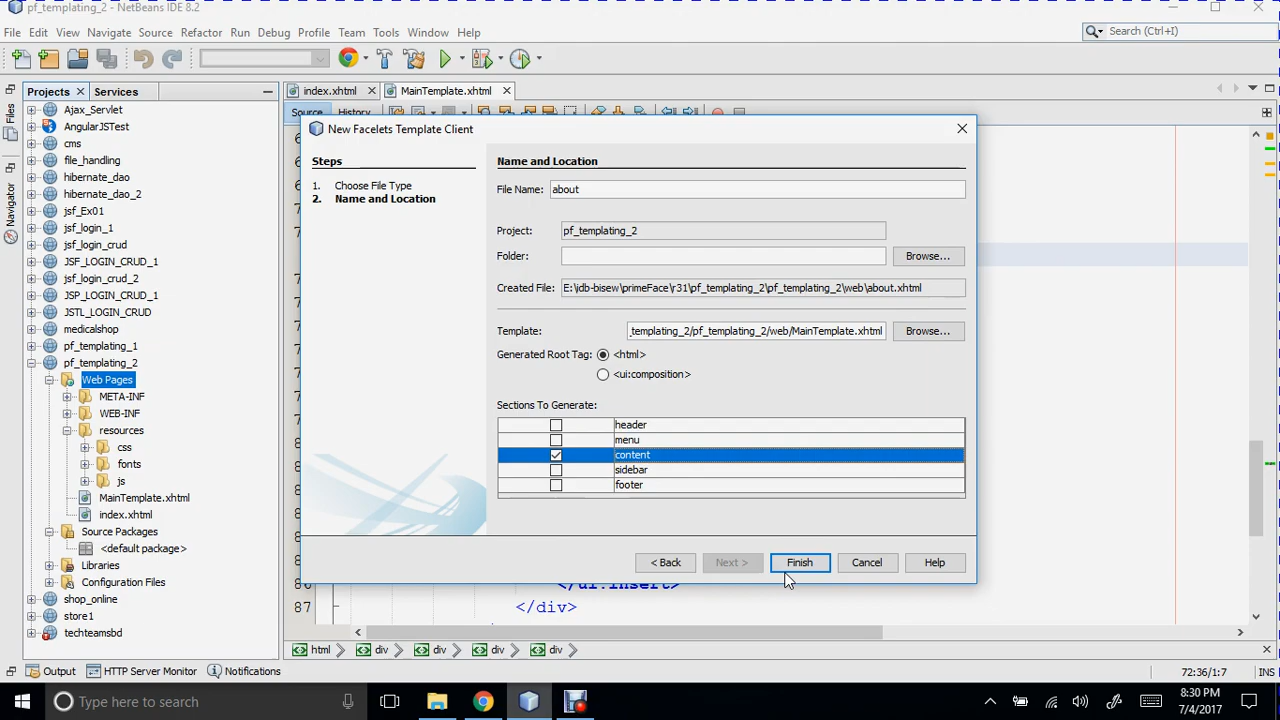 pf_templating_2 - NetBeans IDE 8.2
File Edit View Navigate Source Refactor Run Debug Profile Team Tools Window Help
Search (Ctrl+I)
Projects Services
index.xhtml MainTemplate.xhtml
Source History
Files
Navigator
Ajax_Servlet
AngularJSTest
cms
file_handling
hibernate_dao
hibernate_dao_2
jsf_Ex01
jsf_login_1
jsf_login_crud
JSF_LOGIN_CRUD_1
jsf_login_crud_2
JSP_LOGIN_CRUD_1
JSTL_LOGIN_CRUD
medicalshop
pf_templating_1
pf_templating_2
Web Pages
META-INF
WEB-INF
resources
css
fonts
js
MainTemplate.xhtml
index.xhtml
Source Packages
<default package>
Libraries
Configuration Files
shop_online
store1
techteamsbd
New Facelets Template Client
Steps
1. Choose File Type
2. Name and Location
Name and Location
File Name: about
Project: pf_templating_2
Folder:
Browse...
Created File: E:\idb-bisew\primeFace\r31\pf_templating_2\pf_templating_2\web\about.xhtml
Template: _templating_2/pf_templating_2/web/MainTemplate.xhtml
Browse...
Generated Root Tag: <html>
<ui:composition>
Sections To Generate:
header
menu
content
sidebar
footer
< Back Next > Finish Cancel Help
87 </div>
html div div div div
Output HTTP Server Monitor Notifications
72:36/1:7 INS
Type here to search
8:30 PM
7/4/2017